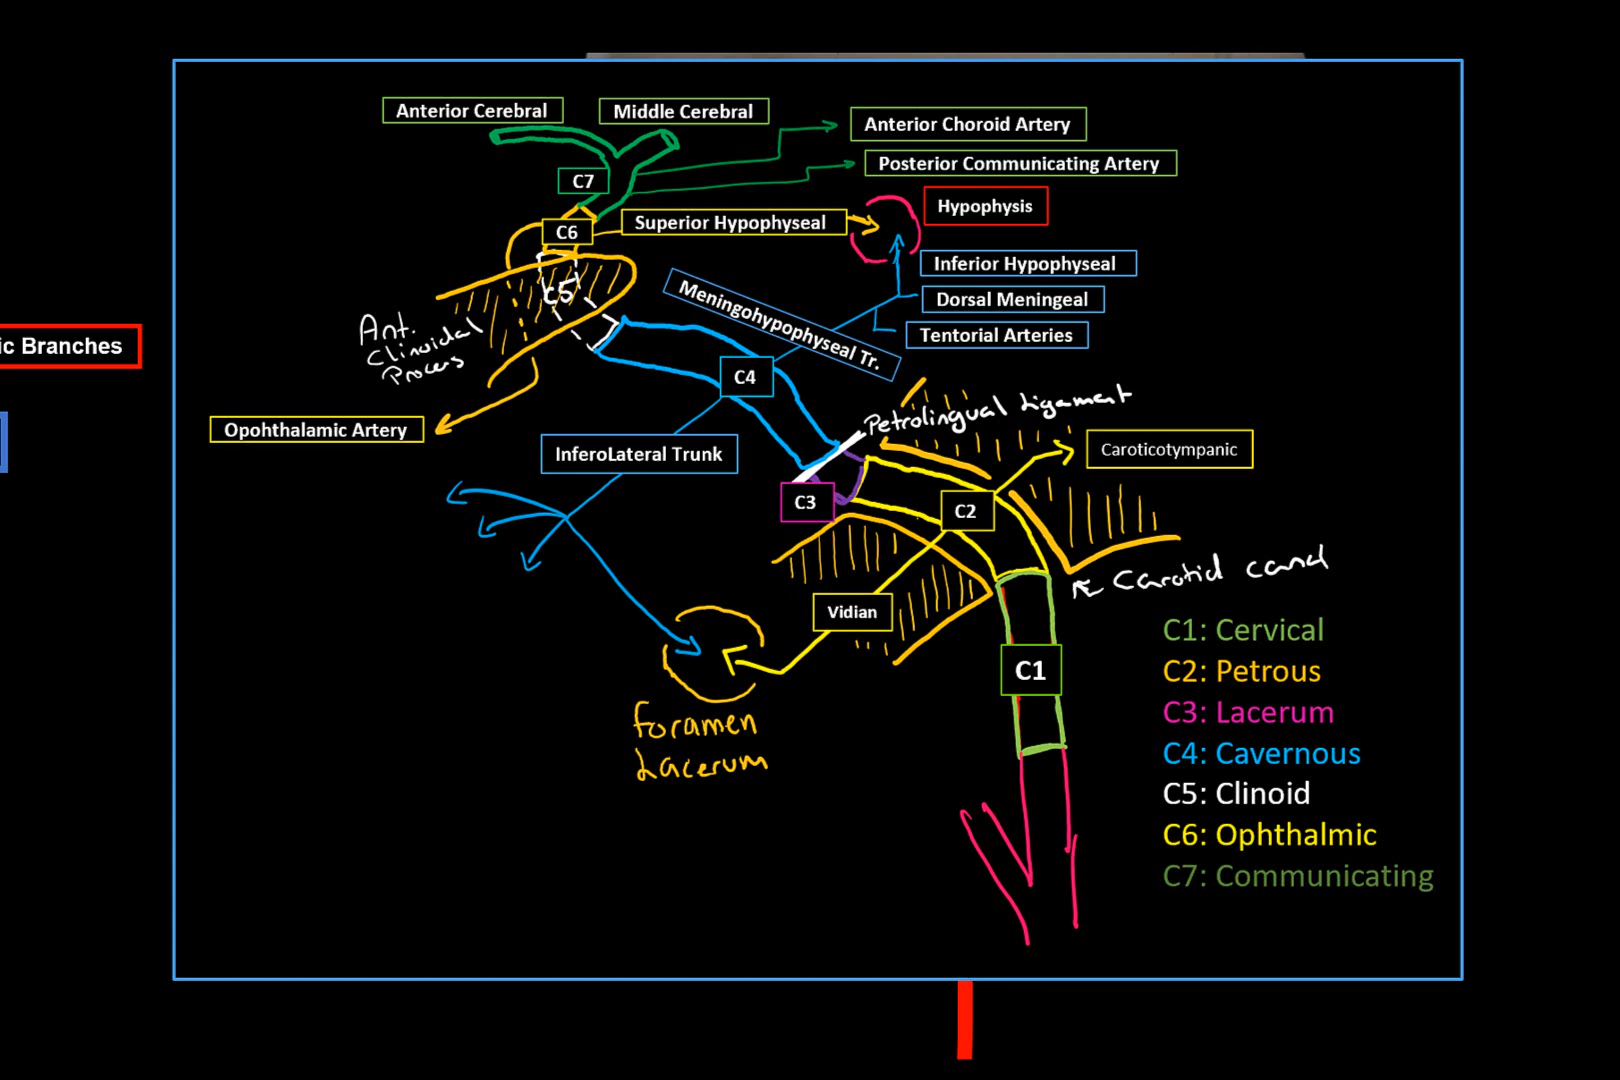 Anterior Cerebral
Middle Cerebral
Anterior Choroid Artery
Posterior Communicating Artery
C7
Hypophysis
Superior Hypophyseal
C6
Inferior Hypophyseal
C5
Meningohypophyseal Tr.
Dorsal Meningeal
Tentorial Arteries
Ant.
Clinoidal
Process
ic Branches
C4
Petrolingual Ligament
Opohthalamic Artery
InferoLateral Trunk
Caroticotympanic
C3
C2
Carotid canal
Vidian
C1
foramen
Lacerum
C1: Cervical
C2: Petrous
C3: Lacerum
C4: Cavernous
C5: Clinoid
C6: Ophthalmic
C7: Communicating